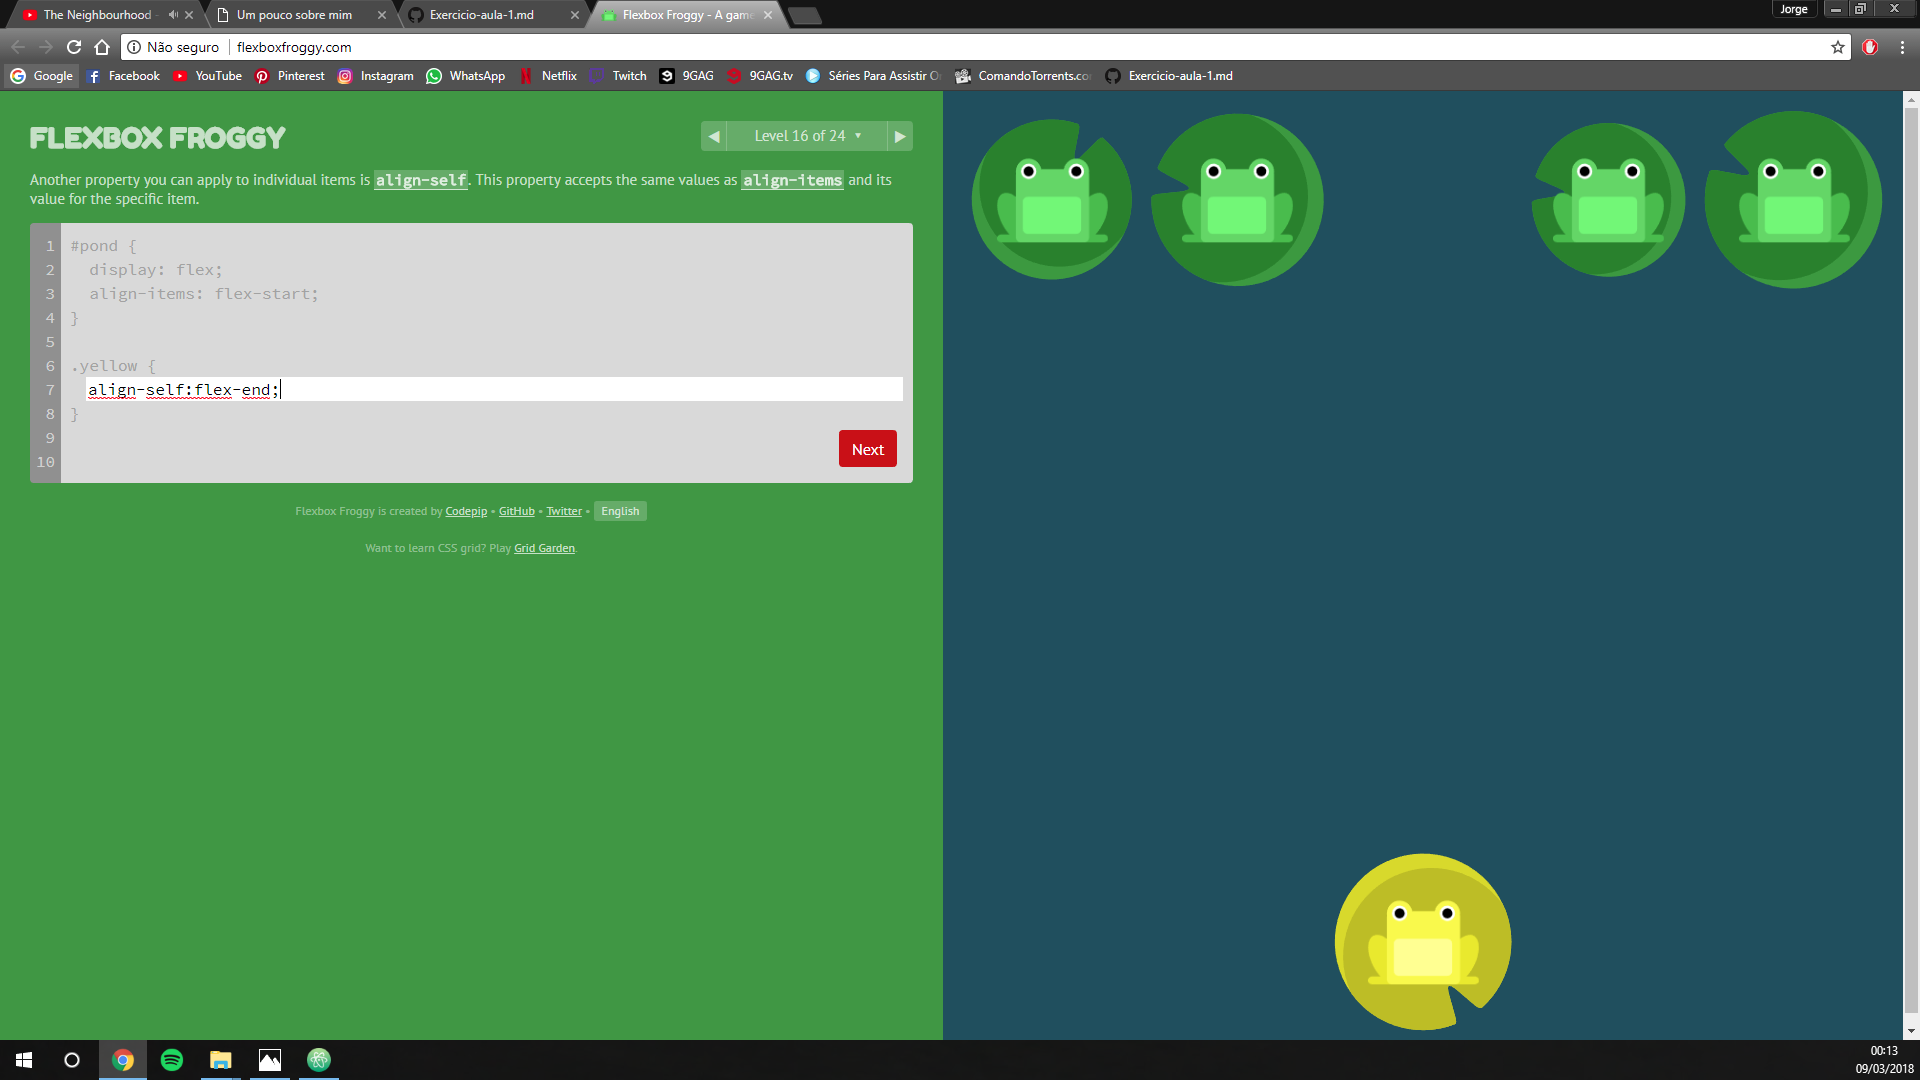 The Neighbourhood -
Um pouco sobre mim
Exercicio-aula-1.md
Flexbox Froggy - A game
Jorge
Não seguro
flexboxfroggy.com
Google
Facebook
YouTube
Pinterest
Instagram
WhatsApp
Netflix
Twitch
9GAG
9GAG.tv
Séries Para Assistir On
ComandoTorrents.co
Exercicio-aula-1.md
FLEXBOX FROGGY
Level 16 of 24
Another property you can apply to individual items is align-self. This property accepts the same values as align-items and its
value for the specific item.
1 #pond {
2 display: flex;
3 align-items: flex-start;
4 }
5
6 .yellow {
7 align-self:flex-end;
8 }
9
10
Next
Flexbox Froggy is created by Codepip • GitHub • Twitter • English
Want to learn CSS grid? Play Grid Garden.
00:13
09/03/2018